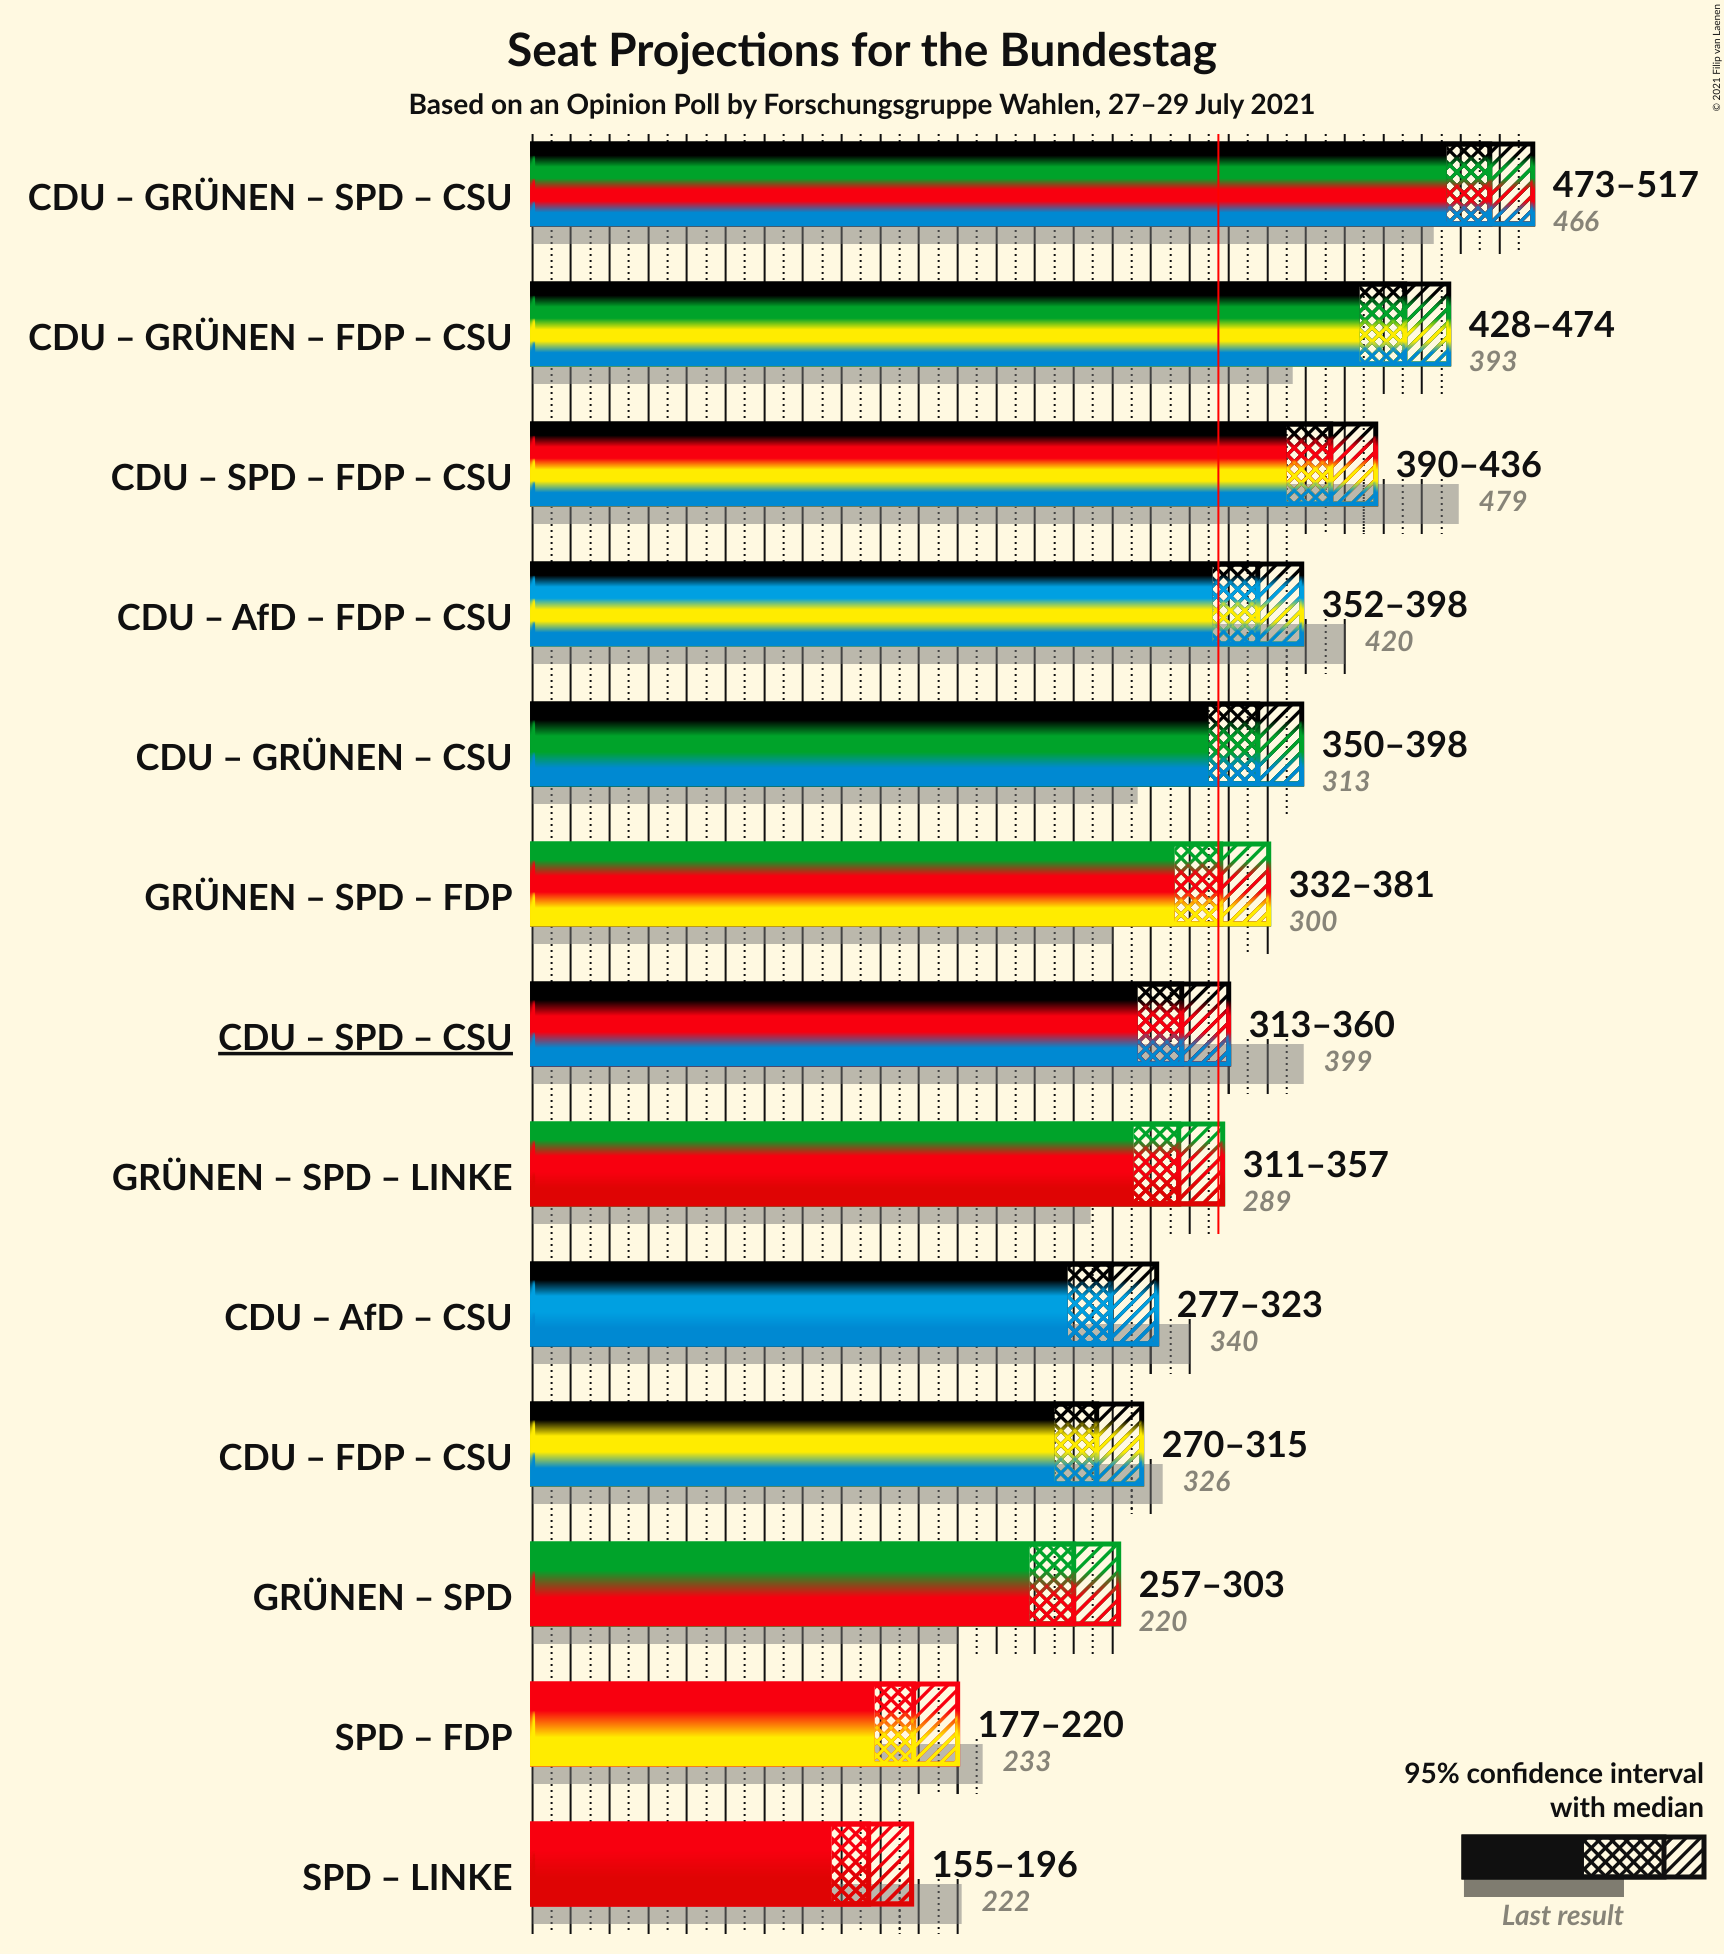 Seat Projections for the Bundestag
Based on an Opinion Poll by Forschungsgruppe Wahlen, 27–29 July 2021
© 2021 Filip van Laenen
CDU – GRÜNEN – SPD – CSU
473–517
466
CDU – GRÜNEN – FDP – CSU
428–474
393
CDU – SPD – FDP – CSU
390–436
479
CDU – AfD – FDP – CSU
352–398
420
CDU – GRÜNEN – CSU
350–398
313
GRÜNEN – SPD – FDP
332–381
300
CDU – SPD – CSU
313–360
399
GRÜNEN – SPD – LINKE
311–357
289
CDU – AfD – CSU
277–323
340
CDU – FDP – CSU
270–315
326
GRÜNEN – SPD
257–303
220
SPD – FDP
177–220
233
SPD – LINKE
155–196
222
95% confidence interval
with median
Last result